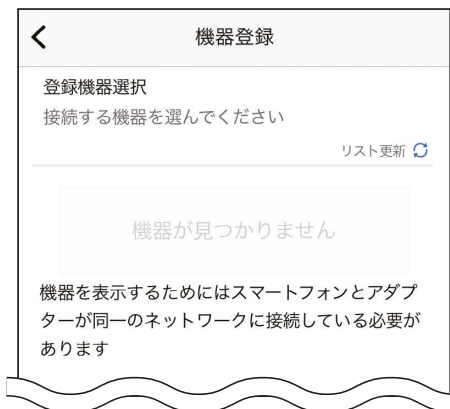 機器登録
登録機器選択
接続する機器を選んでください
リスト更新
機器が見つかりません
機器を表示するためにはスマートフォンとアダプ
ターが同一のネットワークに接続している必要が
あります